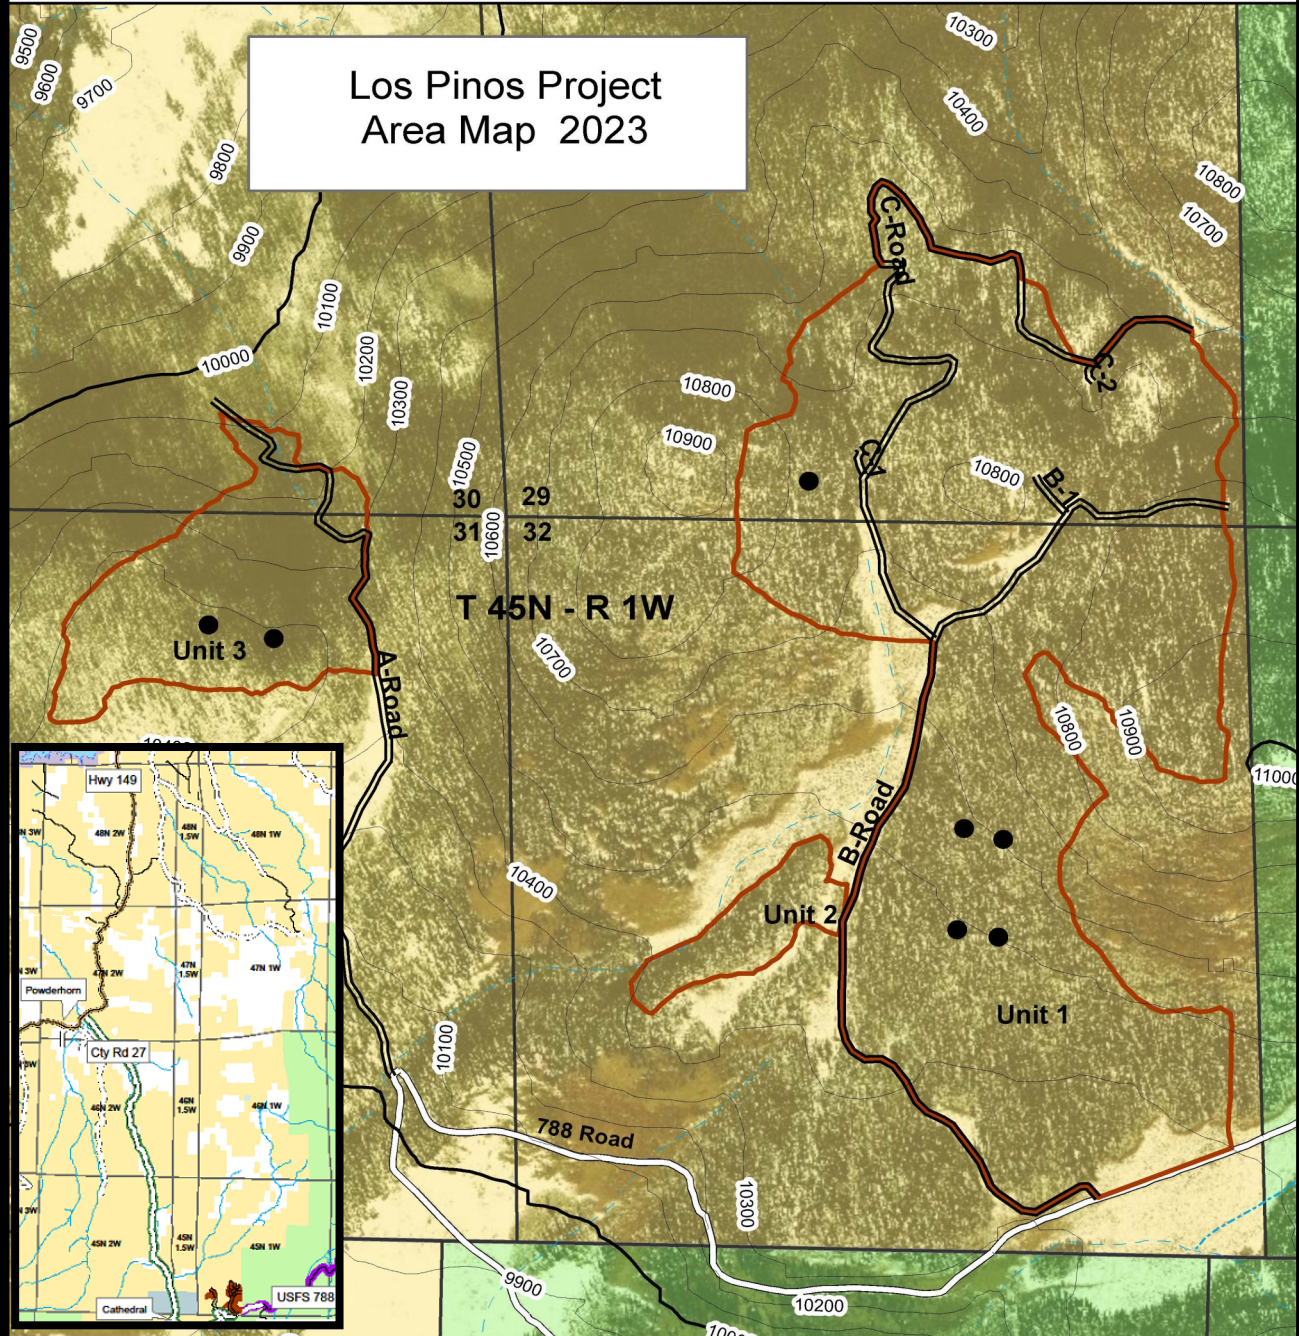 Los Pinos Project
Area Map 2023
9500
9600
9700
9800
9900
10000
10100
10200
10300
10300
10400
10800
10700
C-Road
C-2
10800
10900
10500
C-1
10800
B-1
30
29
31
32
10600
T 45N - R 1W
Unit 3
10700
A-Road
10800
10900
11000
B-Road
10400
Unit 2
Unit 1
10100
788 Road
10300
9900
10200
Hwy 149
48N 2W
48N
1.5W
48N 1W
47N 2W
47N
1.5W
47N 1W
Powderhorn
Cty Rd 27
46N 2W
46N
1.5W
46N 1W
45N 2W
45N
1.5W
45N 1W
USFS 788
Cathedral